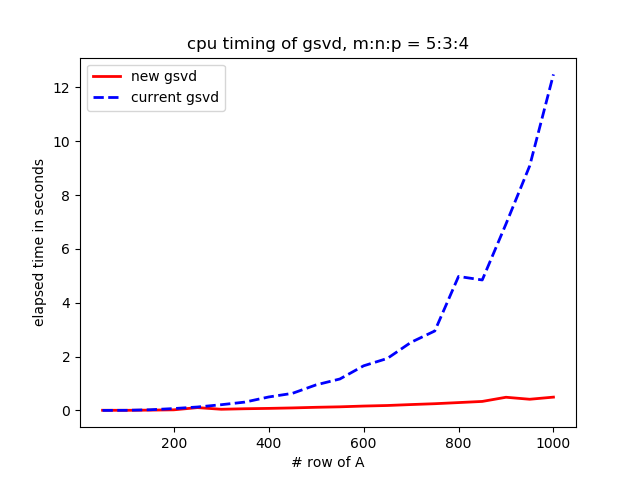 cpu timing of gsvd, m:n:p = 5:3:4
new gsvd
current gsvd
12
10
8
6
4
2
0
elapsed time in seconds
200 400 600 800 1000
# row of A